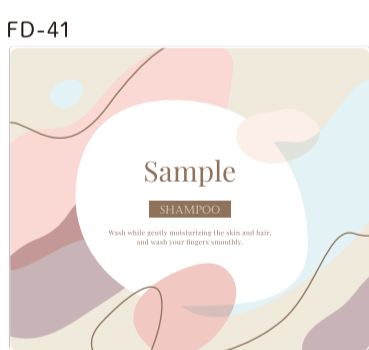 FD-41
Sample
SHAMPOO
Wash while gently moisturizing the skin and hair,
and wash your fingers smoothly.